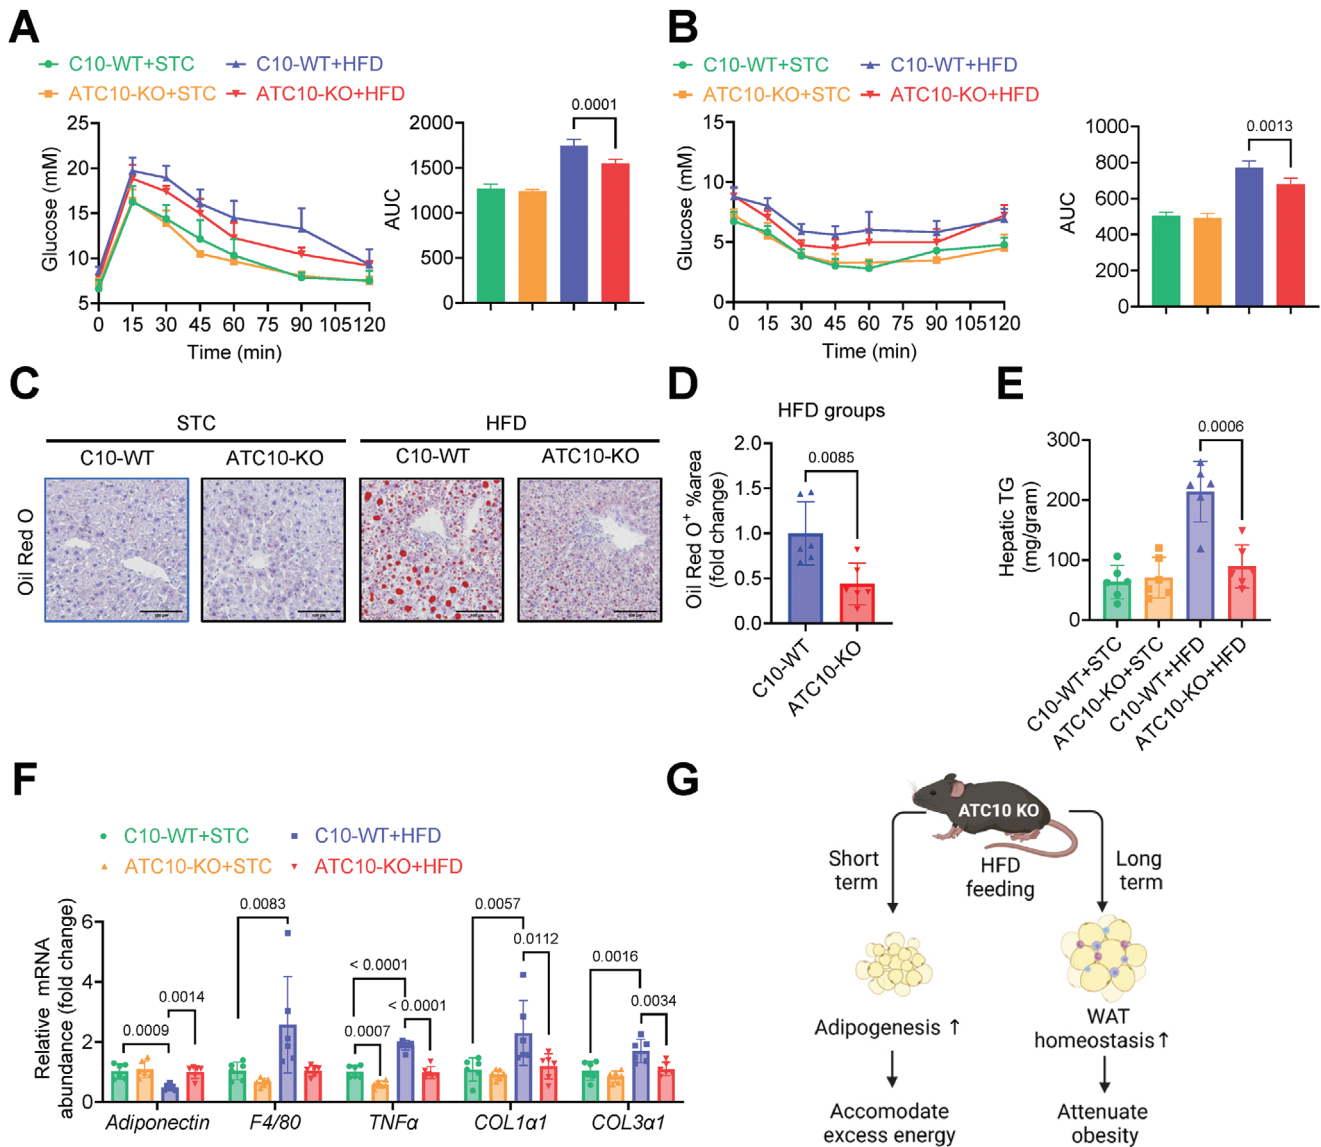 A
C10-WT+STC
C10-WT+HFD
ATC10-KO+STC
ATC10-KO+HFD
Glucose (mM)
25
20
15
10
5
0 15 30 45 60 75 90 105120
Time (min)
AUC
2000
1500
1000
500
0
0.0001
B
C10-WT+STC
C10-WT+HFD
ATC10-KO+STC
ATC10-KO+HFD
Glucose (mM)
15
10
5
0
0 15 30 45 60 75 90 105120
Time (min)
AUC
1000
800
600
400
200
0
0.0013
C
STC
HFD
C10-WT
ATC10-KO
C10-WT
ATC10-KO
Oil Red O
D
HFD groups
Oil Red O+ %area
(fold change)
2.0
1.5
1.0
0.5
0.0
0.0085
C10-WT
ATC10-KO
E
Hepatic TG
(mg/gram)
300
200
100
0
0.0006
C10-WT+STC
ATC10-KO+STC
C10-WT+HFD
ATC10-KO+HFD
F
C10-WT+STC
C10-WT+HFD
ATC10-KO+STC
ATC10-KO+HFD
Relative mRNA
abundance (fold change)
6
4
2
0
0.0009
0.0014
0.0083
< 0.0001
0.0007
< 0.0001
0.0057
0.0112
0.0016
0.0034
Adiponectin
F4/80
TNFα
COL1α1
COL3α1
G
ATC10 KO
Short
term
HFD
feeding
Long
term
Adipogenesis ↑
WAT
homeostasis↑
Accomodate
excess energy
Attenuate
obesity